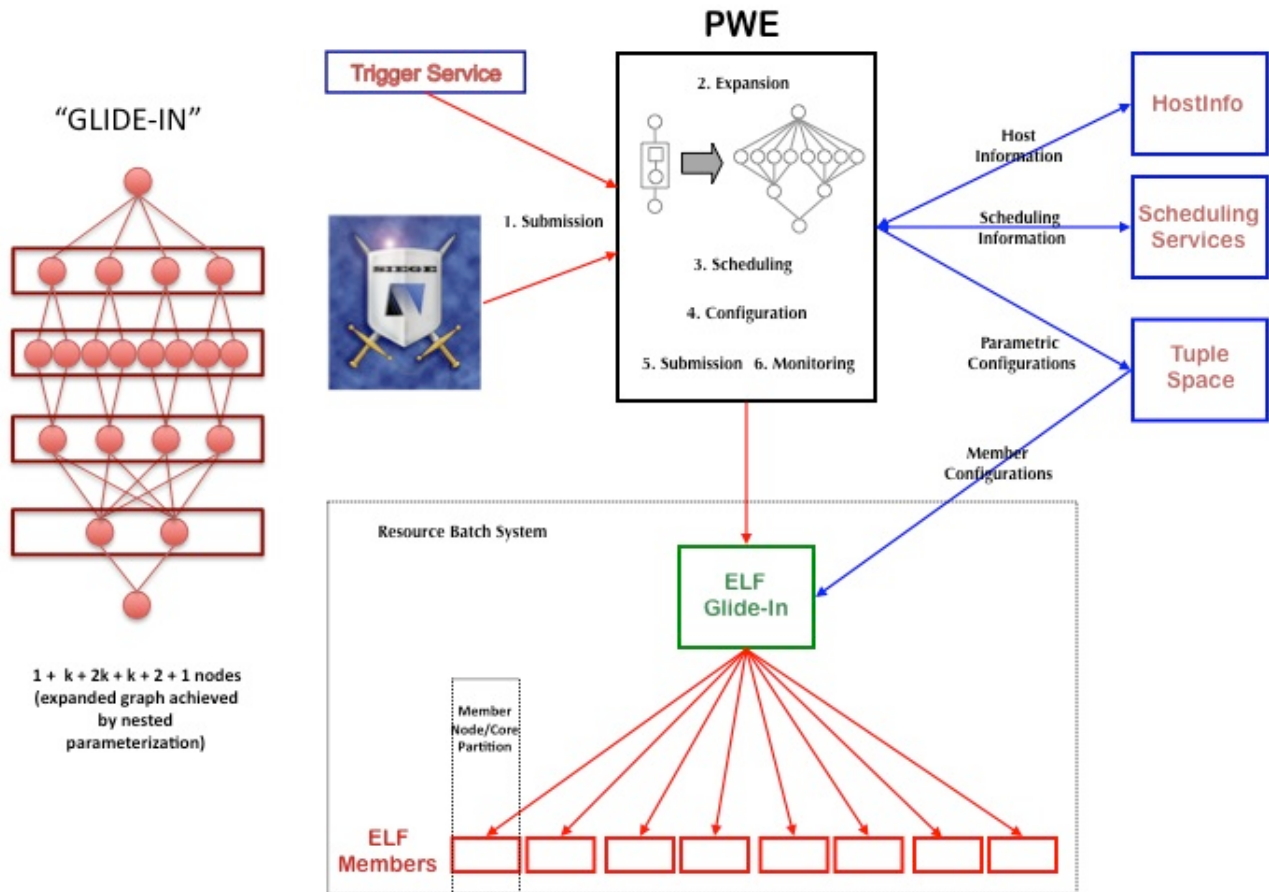 PWE
Trigger Service
"GLIDE-IN"
2. Expansion
HostInfo
Host
Information
1. Submission
Scheduling
Information
Scheduling
Services
SIEGE
3. Scheduling
4. Configuration
5. Submission 6. Monitoring
Parametric
Configurations
Tuple
Space
Member
Configurations
Resource Batch System
ELF
Glide-In
1 + k + 2k + k + 2 + 1 nodes
(expanded graph achieved
by nested
parameterization)
Member
Node/Core
Partition
ELF
Members